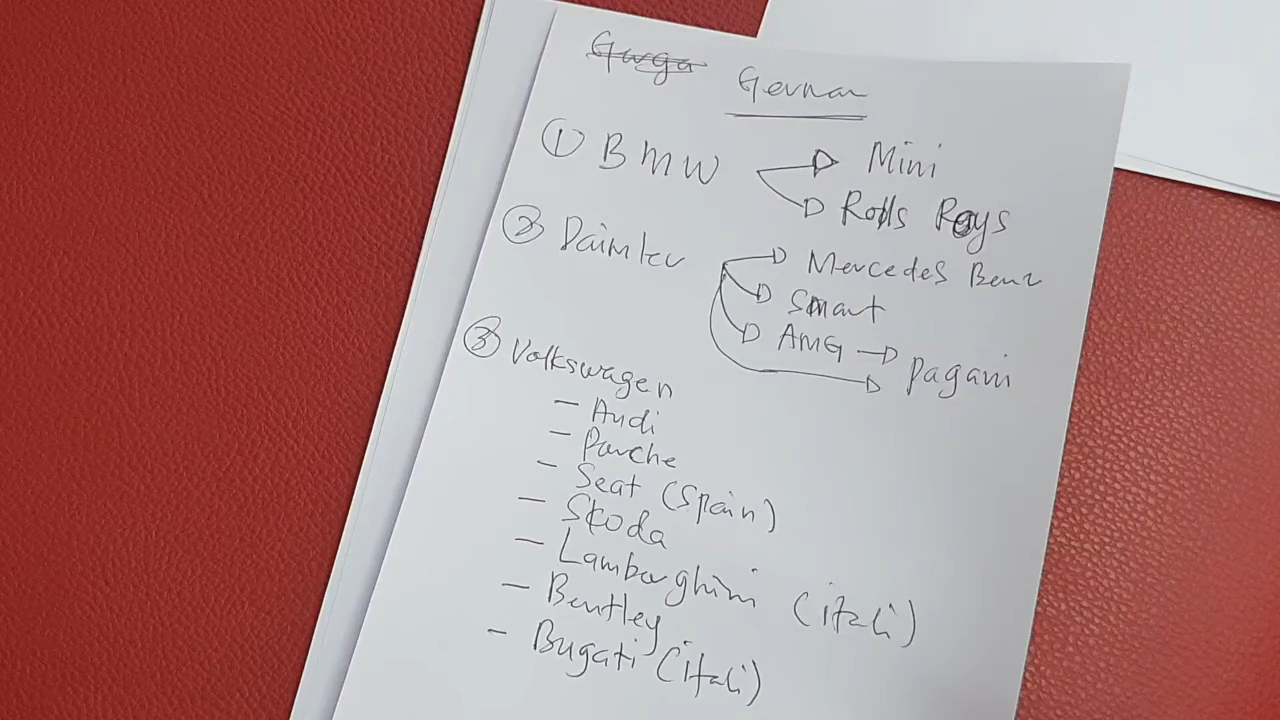 German
① BMW → Mini
→ Rolls Roys
② Daimler → Mercedes Benz
→ Smart
→ AMG → Pagani
③ Volkswagen
- Audi
- Porche
- Seat (Spain)
- Skoda
- Lamborghini (itali)
- Bentley
- Bugati (itali)